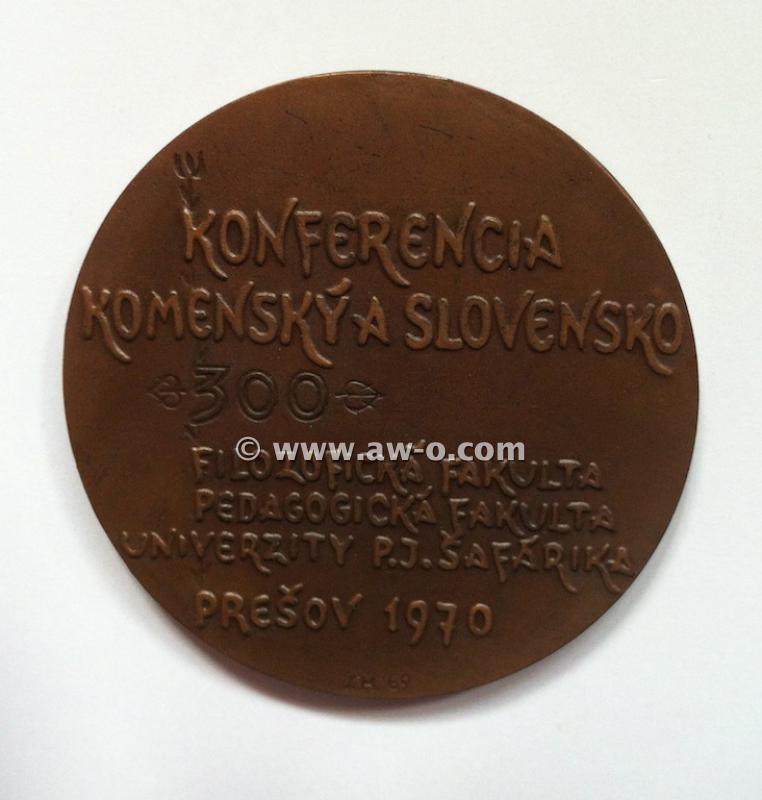 KONFERENCIA
KOMENSKÝ A SLOVENSKO
300
© www.aw-o.com
FILOZOFICKÁ FAKULTA
PEDAGOGICKÁ FAKULTA
UNIVERZITY P.J. ŠAFÁRIKA
PREŠOV 1970